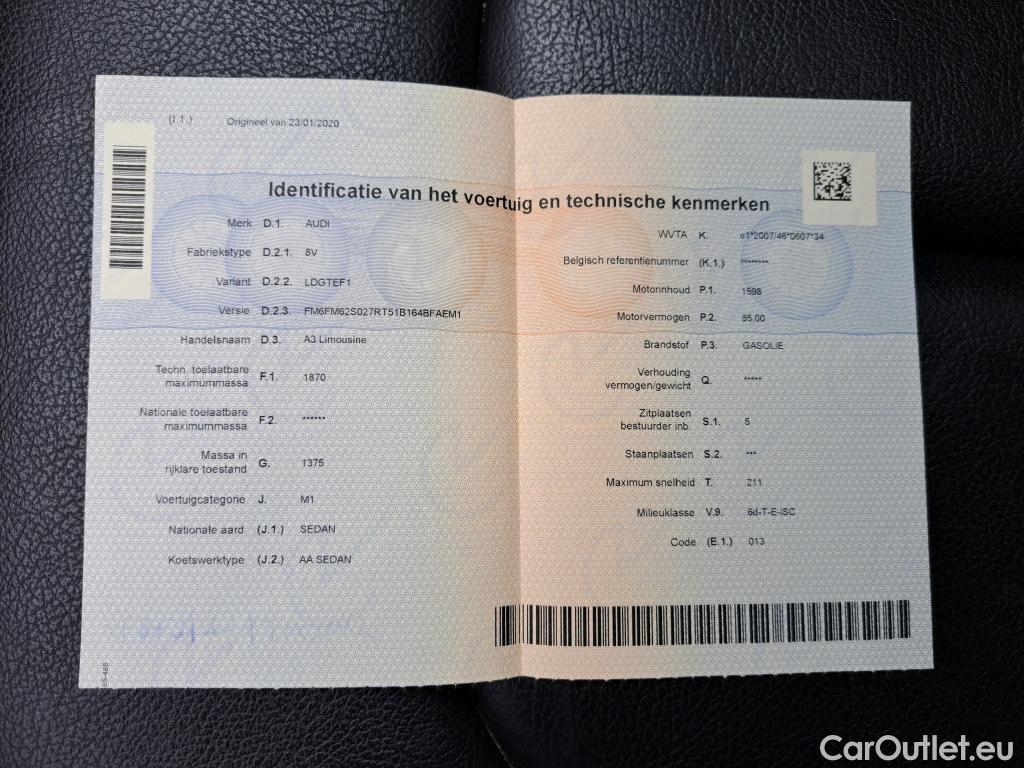 (I.1.) Origineel van 23/01/2020
Identificatie van het voertuig en technische kenmerken
Merk D.1. AUDI
Fabriekstype D.2.1. 8V
Variant D.2.2. LDGTEF1
Versie D.2.3. FM6FM62S027RT51B164BFAEM1
Handelsnaam D.3. A3 Limousine
Techn. toelaatbare
maximummassa F.1. 1870
Nationale toelaatbare
maximummassa F.2. ******
Massa in
rijklare toestand G. 1375
Voertuigcategorie J. M1
Nationale aard (J.1.) SEDAN
Koetswerktype (J.2.) AA SEDAN
WVTA K. e1*2007/46*0607*34
Belgisch referentienummer (K.1.) ********
Motorinhoud P.1. 1598
Motorvermogen P.2. 85.00
Brandstof P.3. GASOLIE
Verhouding
vermogen/gewicht Q. *****
Zitplaatsen
bestuurder inb. S.1. 5
Staanplaatsen S.2. ***
Maximum snelheid T. 211
Milieuklasse V.9. 6d-T-E-ISC
Code (E.1.) 013
CarOutlet.eu